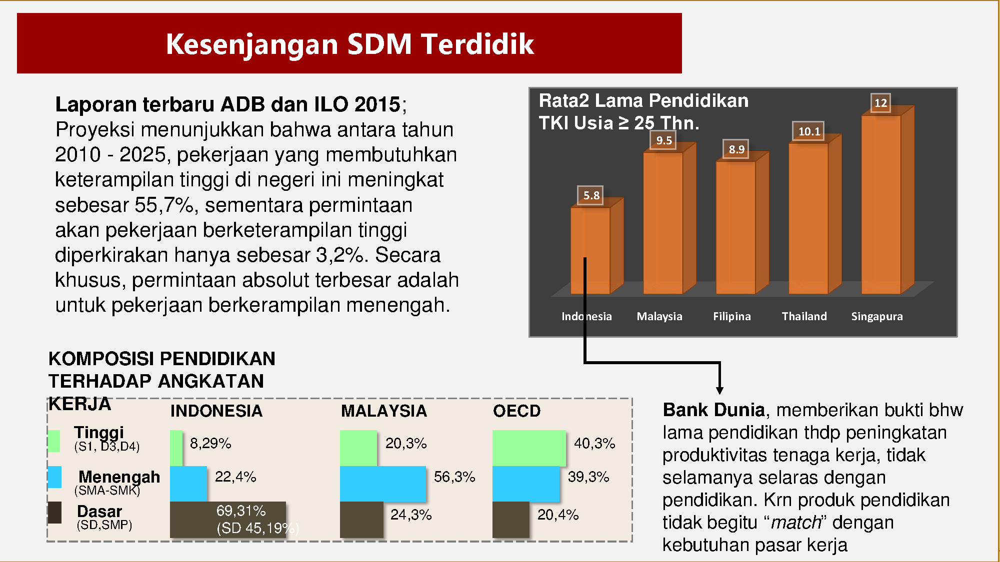 Kesenjangan SDM Terdidik
Laporan terbaru ADB dan ILO 2015;
Proyeksi menunjukkan bahwa antara tahun
2010 - 2025, pekerjaan yang membutuhkan
keterampilan tinggi di negeri ini meningkat
sebesar 55,7%, sementara permintaan
akan pekerjaan berketerampilan tinggi
diperkirakan hanya sebesar 3,2%. Secara
khusus, permintaan absolut terbesar adalah
untuk pekerjaan berkerampilan menengah.
Rata2 Lama Pendidikan
TKI Usia ≥ 25 Thn.
5.8
9.5
8.9
10.1
12
Indonesia Malaysia Filipina Thailand Singapura
KOMPOSISI PENDIDIKAN
TERHADAP ANGKATAN
KERJA
INDONESIA MALAYSIA OECD
Tinggi
(S1, D3,D4)
8,29% 20,3% 40,3%
Menengah
(SMA-SMK)
22,4% 56,3% 39,3%
Dasar
(SD,SMP)
69,31%
(SD 45,19%)
24,3% 20,4%
Bank Dunia, memberikan bukti bhw
lama pendidikan thdp peningkatan
produktivitas tenaga kerja, tidak
selamanya selaras dengan
pendidikan. Krn produk pendidikan
tidak begitu “match” dengan
kebutuhan pasar kerja